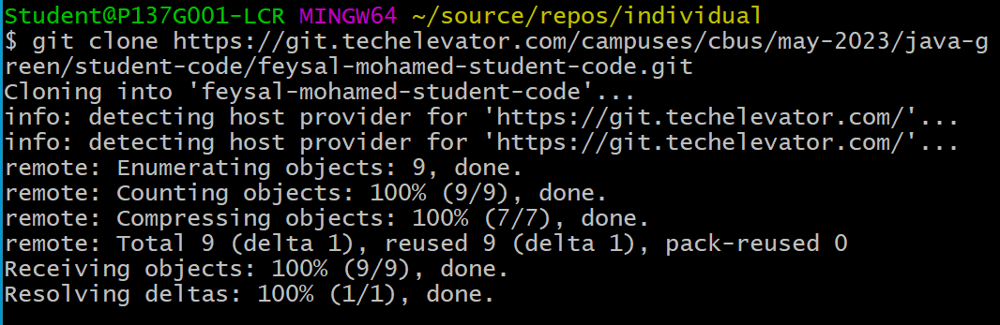 Student@P137G001-LCR MINGW64 ~/source/repos/individual
$ git clone https://git.techelevator.com/campuses/cbus/may-2023/java-g
reen/student-code/feysal-mohamed-student-code.git
Cloning into 'feysal-mohamed-student-code'...
info: detecting host provider for 'https://git.techelevator.com/'...
info: detecting host provider for 'https://git.techelevator.com/'...
remote: Enumerating objects: 9, done.
remote: Counting objects: 100% (9/9), done.
remote: Compressing objects: 100% (7/7), done.
remote: Total 9 (delta 1), reused 9 (delta 1), pack-reused 0
Receiving objects: 100% (9/9), done.
Resolving deltas: 100% (1/1), done.